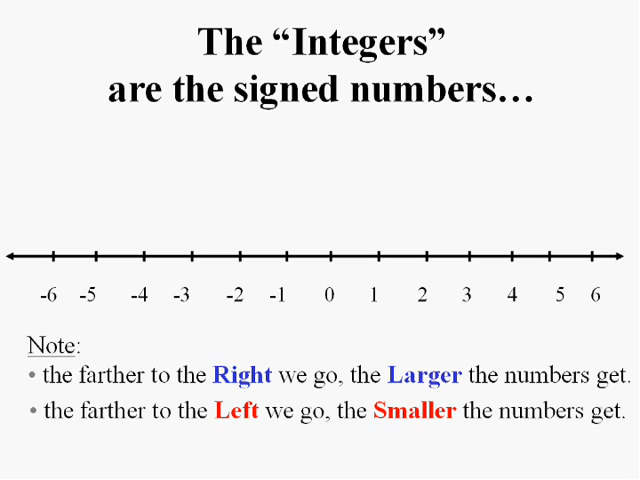 The “Integers”
are the signed numbers…
-6 -5 -4 -3 -2 -1 0 1 2 3 4 5 6
Note:
• the farther to the Right we go, the Larger the numbers get.
• the farther to the Left we go, the Smaller the numbers get.